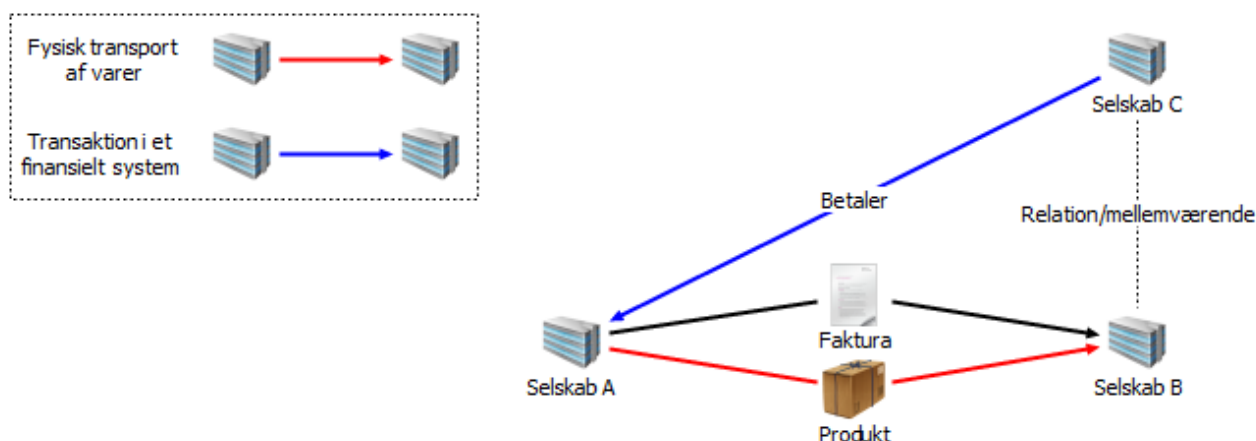 Fysisk transport
af varer
Transaktion i et
finansielt system
Selskab C
Betaler
Relation/mellemværende
Faktura
Selskab A
Selskab B
Produkt